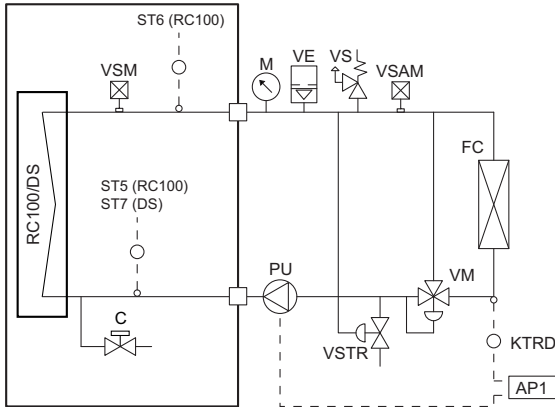 ST6 (RC100)
VSM
M
VE
VS
VSAM
FC
RC100/DS
ST5 (RC100)
ST7 (DS)
PU
VM
C
VSTR
KTRD
AP1